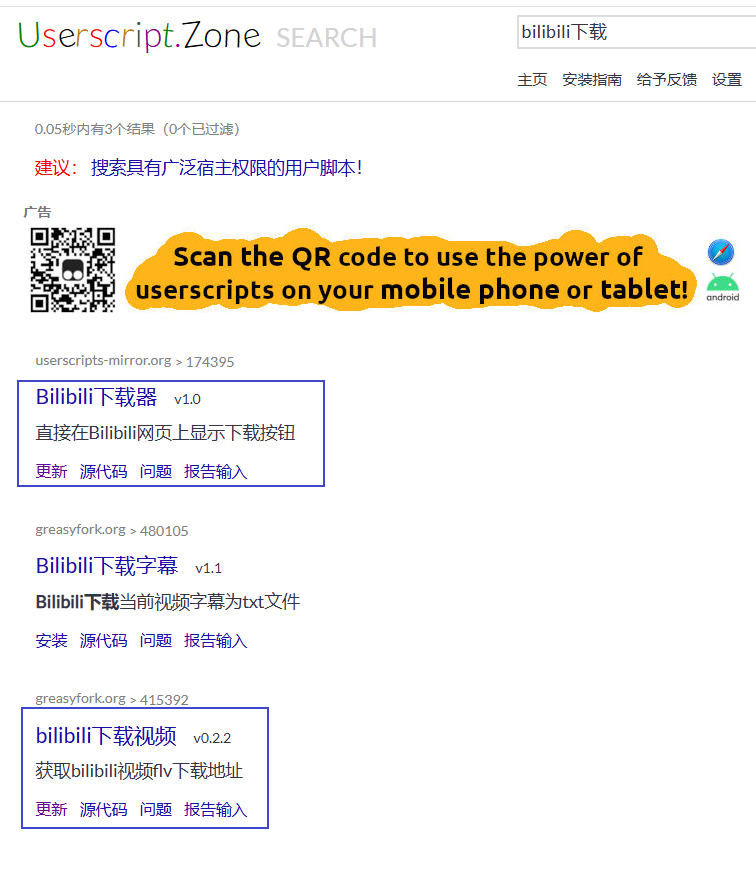 Userscript.Zone SEARCH
bilibili下载
主页 安装指南 给予反馈 设置
0.05秒内有3个结果（0个已过滤）
建议： 搜索具有广泛宿主权限的用户脚本！
广告
Scan the QR code to use the power of
userscripts on your mobile phone or tablet!
android
userscripts-mirror.org > 174395
Bilibili下载器 v1.0
直接在Bilibili网页上显示下载按钮
更新 源代码 问题 报告输入
greasyfork.org > 480105
Bilibili下载字幕 v1.1
Bilibili下载当前视频字幕为txt文件
安装 源代码 问题 报告输入
greasyfork.org > 415392
bilibili下载视频 v0.2.2
获取bilibili视频flv下载地址
更新 源代码 问题 报告输入